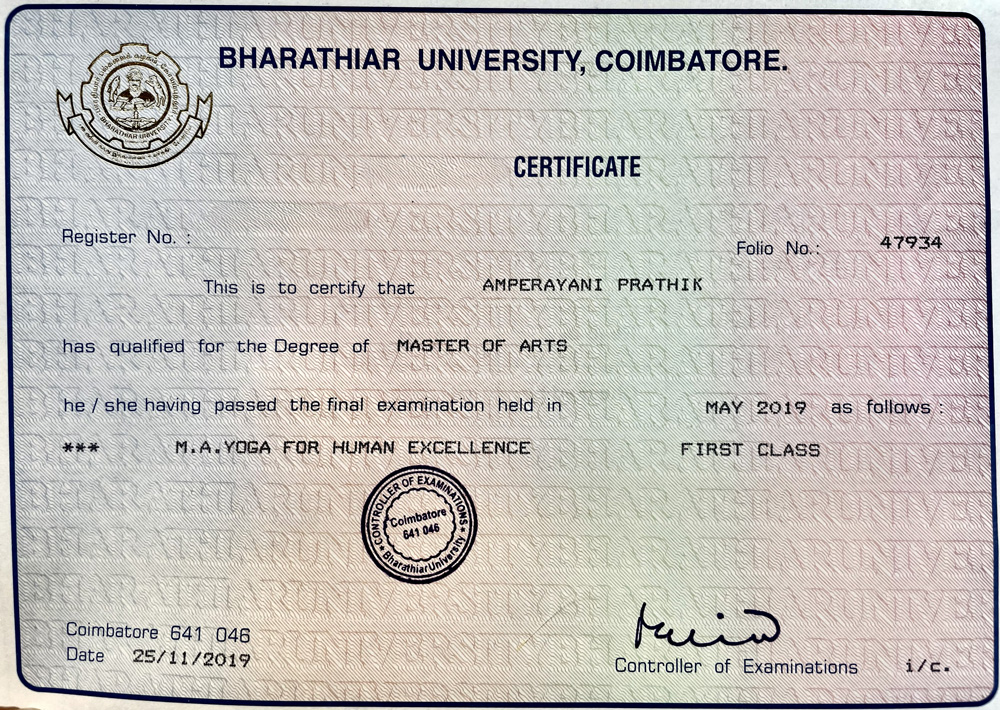 BHARATHIAR UNIVERSITY, COIMBATORE.
BHARATHIAR UNIVERSITY
CERTIFICATE
Register No. :
Folio No.: 47934
This is to certify that AMPERAYANI PRATHIK
has qualified for the Degree of MASTER OF ARTS
he / she having passed the final examination held in MAY 2019 as follows :
*** M.A.YOGA FOR HUMAN EXCELLENCE FIRST CLASS
CONTROLLER OF EXAMINATIONS
Coimbatore
641 046
Bharathiar University
Coimbatore 641 046
Date 25/11/2019
Controller of Examinations i/c.